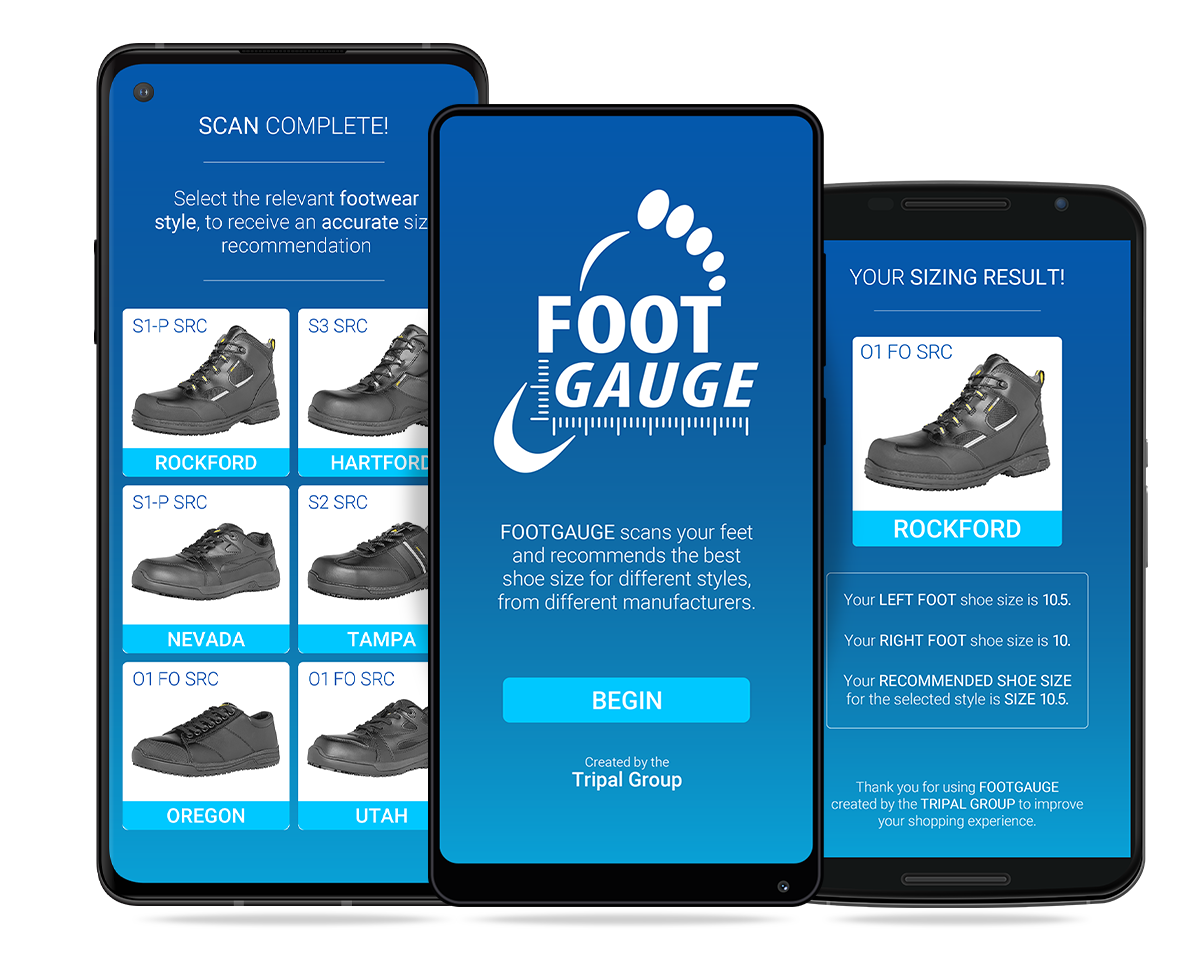 SCAN COMPLETE!
Select the relevant footwear
style, to receive an accurate siz
recommendation
S1-P SRC
S3 SRC
ROCKFORD
HARTFORD
S1-P SRC
S2 SRC
NEVADA
TAMPA
O1 FO SRC
O1 FO SRC
OREGON
UTAH
FOOT
GAUGE
FOOTGAUGE scans your feet
and recommends the best
shoe size for different styles,
from different manufacturers.
BEGIN
Created by the
Tripal Group
YOUR SIZING RESULT!
O1 FO SRC
ROCKFORD
Your LEFT FOOT shoe size is 10.5.
Your RIGHT FOOT shoe size is 10.
Your RECOMMENDED SHOE SIZE
for the selected style is SIZE 10.5.
Thank you for using FOOTGAUGE
created by the TRIPAL GROUP to improve
your shopping experience.